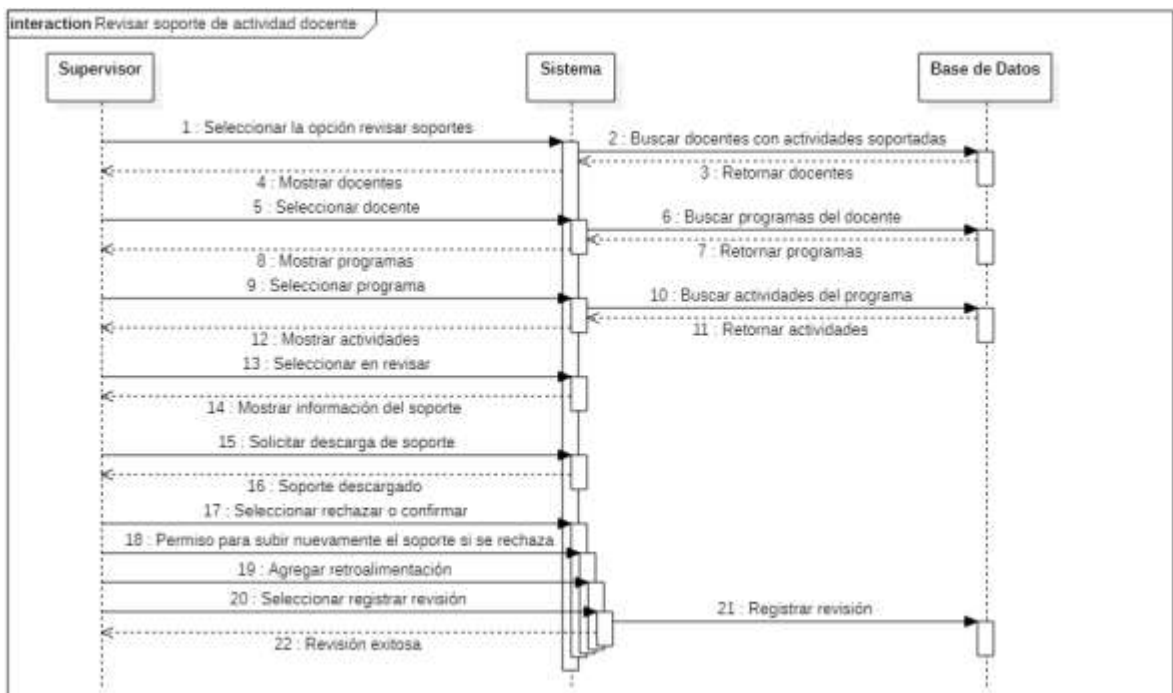 interaction Revisar soporte de actividad docente
Supervisor
Sistema
Base de Datos
1 : Seleccionar la opción revisar soportes
2 : Buscar docentes con actividades soportadas
3 : Retornar docentes
4 : Mostrar docentes
5 : Seleccionar docente
6 : Buscar programas del docente
7 : Retornar programas
8 : Mostrar programas
9 : Seleccionar programa
10 : Buscar actividades del programa
11 : Retornar actividades
12 : Mostrar actividades
13 : Seleccionar en revisar
14 : Mostrar información del soporte
15 : Solicitar descarga de soporte
16 : Soporte descargado
17 : Seleccionar rechazar o confirmar
18 : Permiso para subir nuevamente el soporte si se rechaza
19 : Agregar retroalimentación
20 : Seleccionar registrar revisión
21 : Registrar revisión
22 : Revisión exitosa